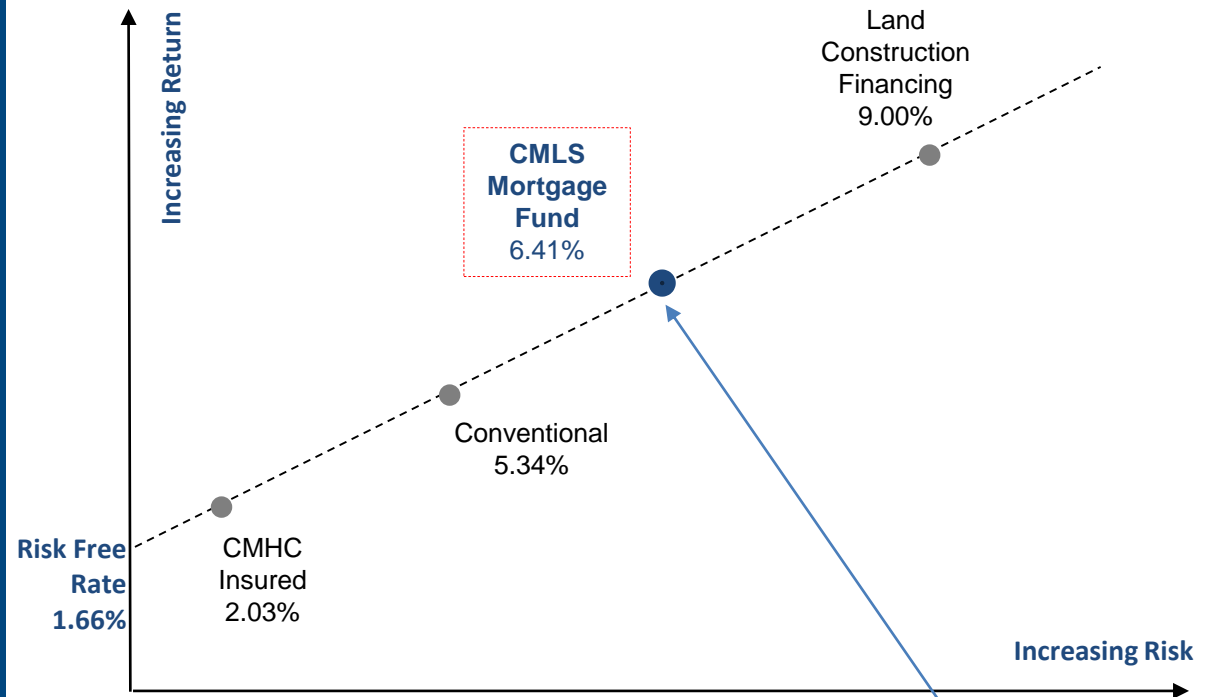 Increasing Return
Land
Construction
Financing
9.00%
CMLS
Mortgage
Fund
6.41%
Conventional
5.34%
Risk Free
Rate
1.66%
CMHC
Insured
2.03%
Increasing Risk